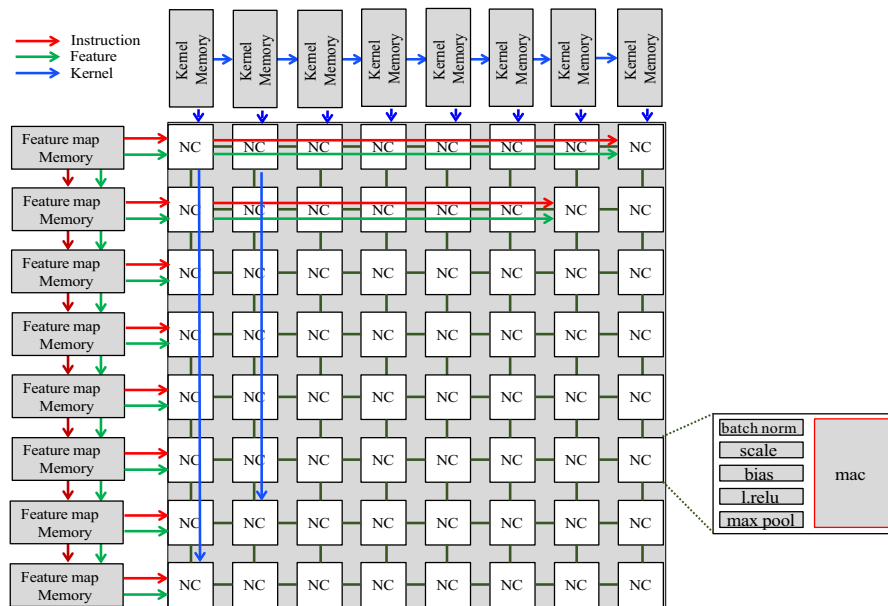 Instruction
Feature
Kernel
Kernel Memory
Kernel Memory
Kernel Memory
Kernel Memory
Kernel Memory
Kernel Memory
Kernel Memory
Kernel Memory
Feature map
Memory
NC NC NC NC NC NC NC NC
Feature map
Memory
NC NC NC NC NC NC NC NC
Feature map
Memory
NC NC NC NC NC NC NC NC
Feature map
Memory
NC NC NC NC NC NC NC NC
Feature map
Memory
NC NC NC NC NC NC NC NC
Feature map
Memory
NC NC NC NC NC NC NC NC
Feature map
Memory
NC NC NC NC NC NC NC NC
Feature map
Memory
NC NC NC NC NC NC NC NC
batch norm
scale
bias
l.relu
max pool
mac